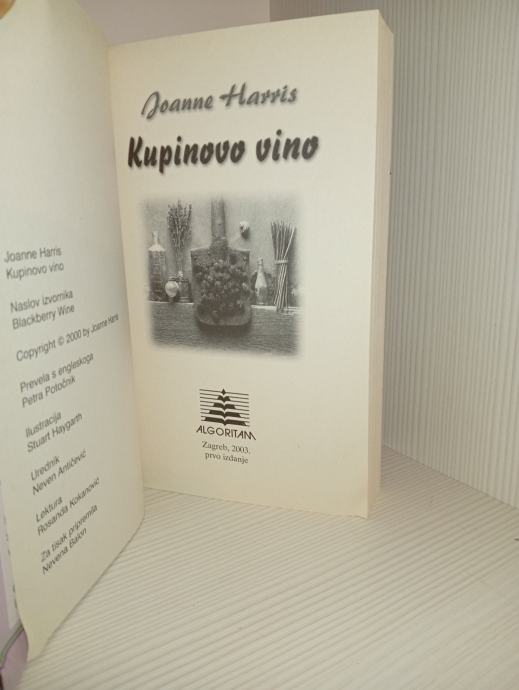 Joanne Harris
Kupinovo vino
Naslov izvornika
Blackberry Wine
Copyright © 2000 by Joanne Harris
Prevela s engleskoga
Petra Potočnik
Ilustracija
Stuart Haygarth
Urednik
Neven Antičević
Lektura
Rosanda Kokanović
Za tisak pripremila
Nevena Balon
Joanne Harris
Kupinovo vino
ALGORITAM
Zagreb, 2003.
prvo izdanje